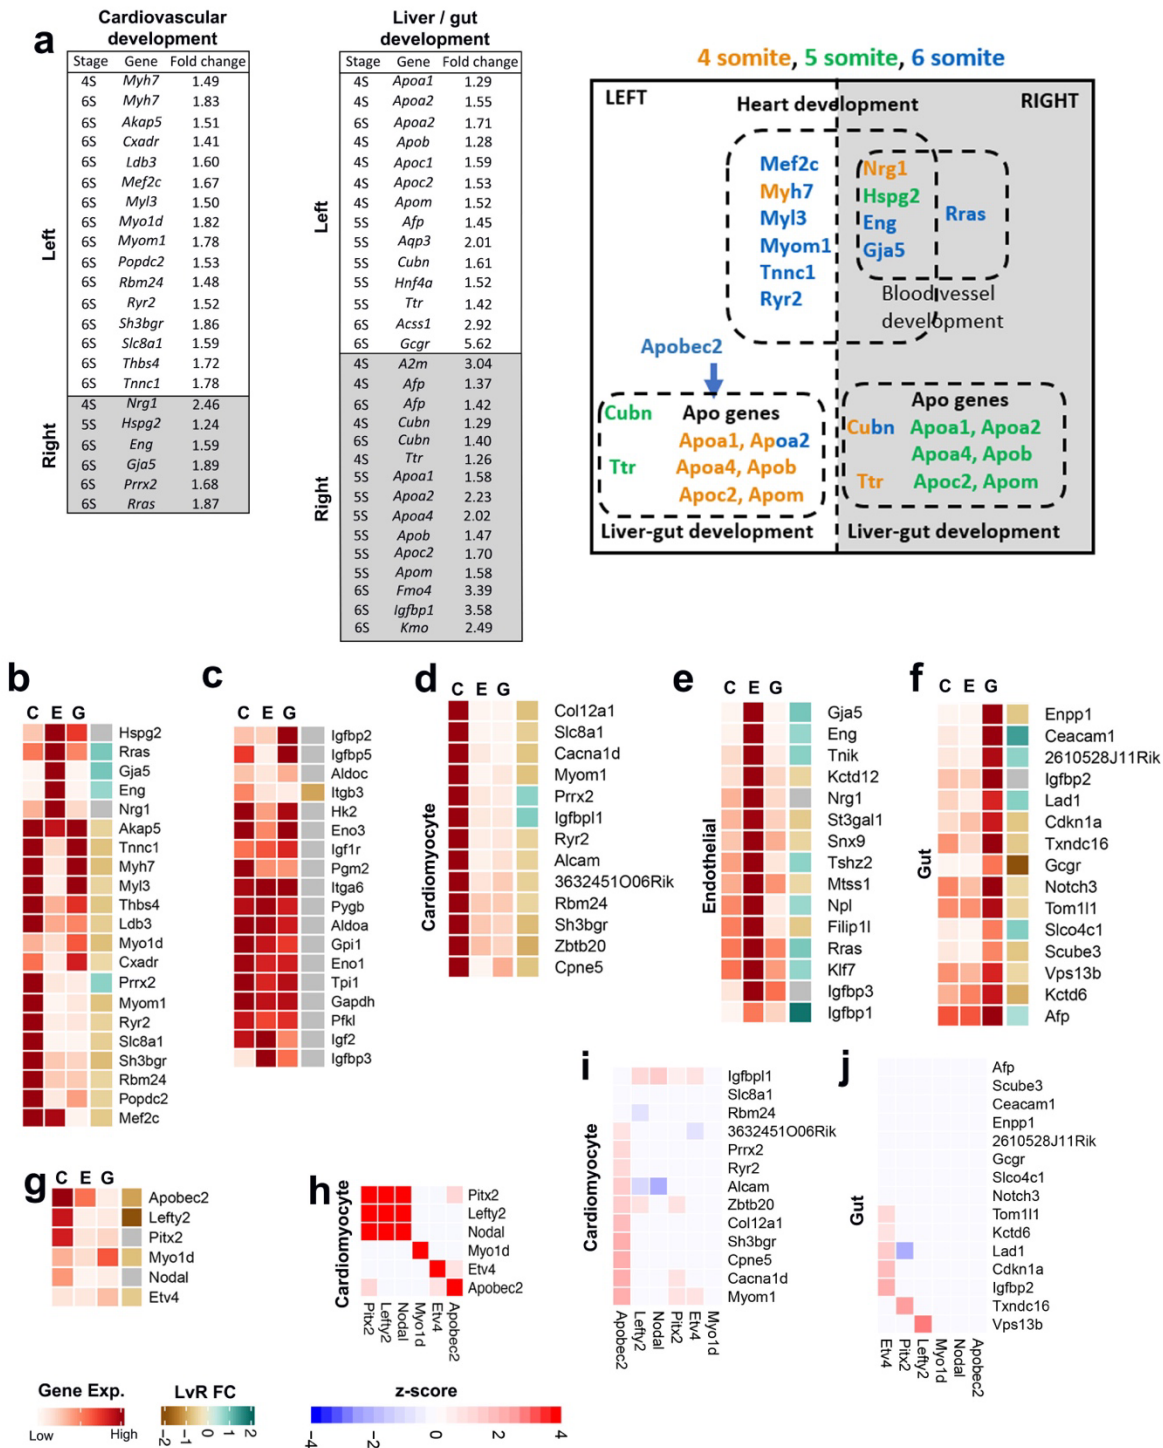 a
Cardiovascular
development
Stage Gene Fold change
Left
4S Myh7 1.49
6S Myh7 1.83
6S Akap5 1.51
6S Cxadr 1.41
6S Ldb3 1.60
6S Mef2c 1.67
6S Myl3 1.50
6S Myo1d 1.82
6S Myom1 1.78
6S Popdc2 1.53
6S Rbm24 1.48
6S Ryr2 1.52
6S Sh3bgr 1.86
6S Slc8a1 1.59
6S Thbs4 1.72
6S Tnnc1 1.78
Right
4S Nrg1 2.46
5S Hspg2 1.24
6S Eng 1.59
6S Gja5 1.89
6S Prrx2 1.68
6S Rras 1.87
Liver / gut
development
Stage Gene Fold change
Left
4S Apoa1 1.29
4S Apoa2 1.55
6S Apoa2 1.71
4S Apob 1.28
4S Apoc1 1.59
4S Apoc2 1.53
4S Apom 1.52
5S Afp 1.45
5S Aqp3 2.01
5S Cubn 1.61
5S Hnf4a 1.52
5S Ttr 1.42
6S Acss1 2.92
6S Gcgr 5.62
Right
4S A2m 3.04
4S Afp 1.37
6S Afp 1.42
4S Cubn 1.29
6S Cubn 1.40
4S Ttr 1.26
5S Apoa1 1.58
5S Apoa2 2.23
5S Apoa4 2.02
5S Apob 1.47
5S Apoc2 1.70
5S Apom 1.58
6S Fmo4 3.39
6S Igfbp1 3.58
6S Kmo 2.49
4 somite, 5 somite, 6 somite
LEFT
RIGHT
Heart development
Mef2c
Myh7
Myl3
Myom1
Tnnc1
Ryr2
Nrg1
Hspg2
Eng
Gja5
Rras
Blood vessel
development
Apobec2
Cubn
Ttr
Apo genes
Apoa1, Apoa2
Apoa4, Apob
Apoc2, Apom
Liver-gut development
Cubn
Ttr
Apo genes
Apoa1, Apoa2
Apoa4, Apob
Apoc2, Apom
Liver-gut development
b
C E G
Hspg2
Rras
Gja5
Eng
Nrg1
Akap5
Tnnc1
Myh7
Myl3
Thbs4
Ldb3
Myo1d
Cxadr
Prrx2
Myom1
Ryr2
Slc8a1
Sh3bgr
Rbm24
Popdc2
Mef2c
c
C E G
Igfbp2
Igfbp5
Aldoc
Itgb3
Hk2
Eno3
Igf1r
Pgm2
Itga6
Pygb
Aldoa
Gpi1
Eno1
Tpi1
Gapdh
Pfkl
Igf2
Igfbp3
d
C E G
Cardiomyocyte
Col12a1
Slc8a1
Cacna1d
Myom1
Prrx2
Igfbpl1
Ryr2
Alcam
3632451O06Rik
Rbm24
Sh3bgr
Zbtb20
Cpne5
e
C E G
Endothelial
Gja5
Eng
Tnik
Kctd12
Nrg1
St3gal1
Snx9
Tshz2
Mtss1
Npl
Filip1l
Rras
Klf7
Igfbp3
Igfbp1
f
C E G
Gut
Enpp1
Ceacam1
2610528J11Rik
Igfbp2
Lad1
Cdkn1a
Txndc16
Gcgr
Notch3
Tom1l1
Slco4c1
Scube3
Vps13b
Kctd6
Afp
g
C E G
Apobec2
Lefty2
Pitx2
Myo1d
Nodal
Etv4
h
Cardiomyocyte
Pitx2
Lefty2
Nodal
Myo1d
Etv4
Apobec2
Pitx2
Lefty2
Nodal
Myo1d
Etv4
Apobec2
i
Cardiomyocyte
Igfbpl1
Slc8a1
Rbm24
3632451O06Rik
Prrx2
Ryr2
Alcam
Zbtb20
Col12a1
Sh3bgr
Cpne5
Cacna1d
Myom1
Apobec2
Lefty2
Nodal
Pitx2
Etv4
Myo1d
j
Gut
Afp
Scube3
Ceacam1
Enpp1
2610528J11Rik
Gcgr
Slco4c1
Notch3
Tom1l1
Kctd6
Lad1
Cdkn1a
Igfbp2
Txndc16
Vps13b
Etv4
Pitx2
Lefty2
Myo1d
Nodal
Apobec2
Gene Exp.
Low High
LvR FC
-2 -1 0 1 2
z-score
-4 -2 0 2 4